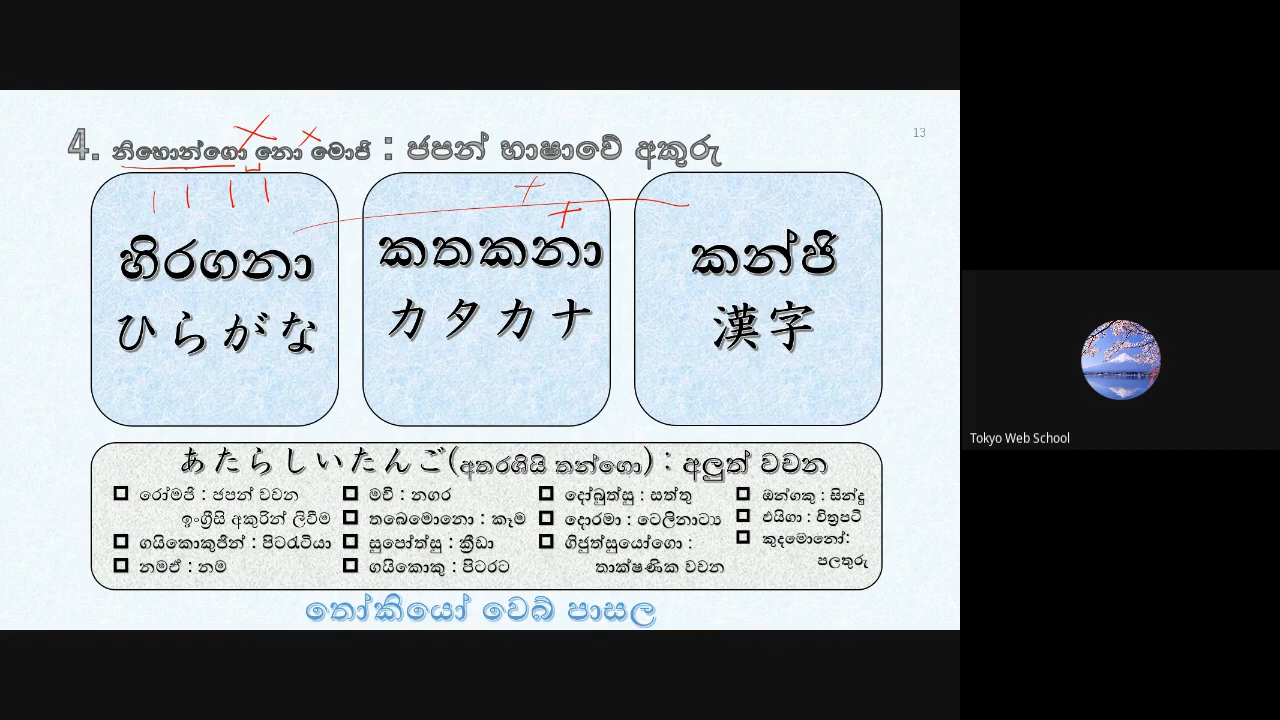 13
4. නිහොන්ගො නො මොජි : ජපන් භාෂාවේ අකුරු
හිරගනා
ひらがな
කතකනා
カタカナ
කන්ජි
漢字
あたらしいたんご(අතරශියි තන්ගො) : අලුත් වචන
රෝමජි : ජපන් වචන
ඉංග්‍රීසි අකුරින් ලිවීම
ගයිකොකුජින් : පිටරැටියා
නමඒ : නම
මචි : නගර
තබෙමොනො : කෑම
සුපෝත්සු : ක්‍රීඩා
ගයිකොකු : පිටරට
දෝබුත්සු : සත්තු
දොරමා : ටෙලිනාට්‍ය
ගිජුත්සුයෝගො :
තාක්ෂණික වචන
ඔන්ගකු : සින්දු
එයිගා : චිත්‍රපටි
කුදමොනෝ:
පලතුරු
තෝකියෝ වෙබ් පාසල
Tokyo Web School